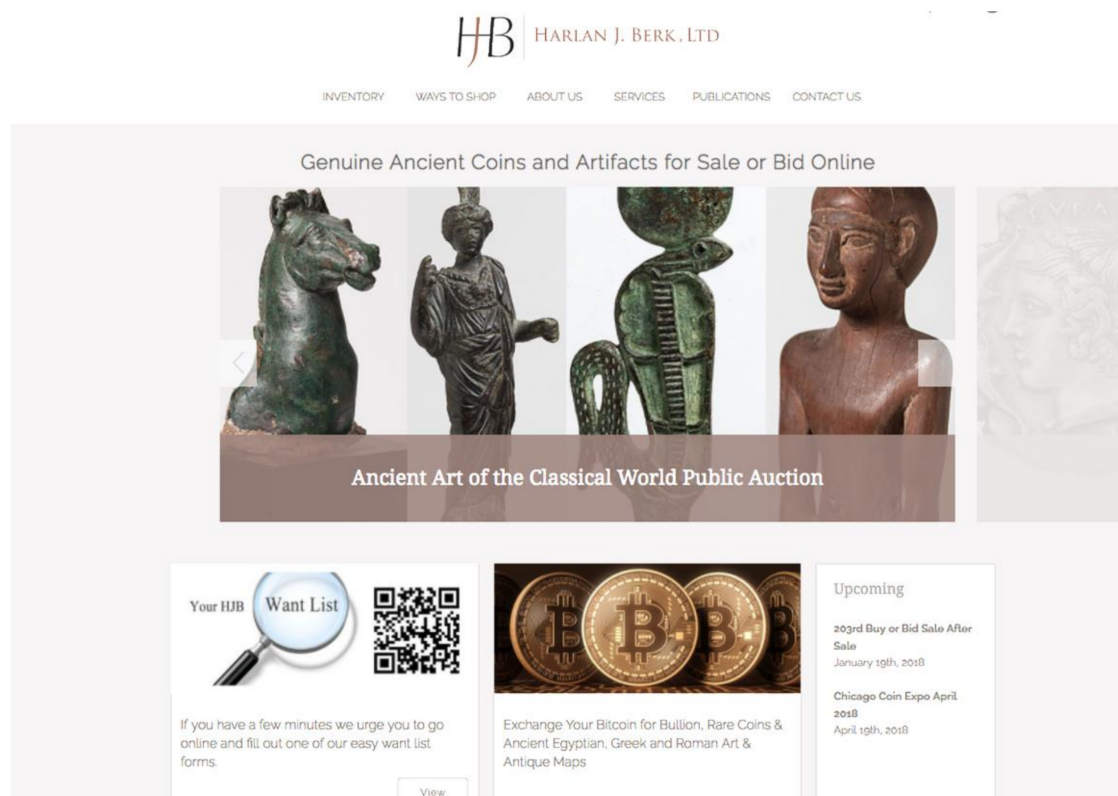 HJB HARLAN J. BERK, LTD
INVENTORY WAYS TO SHOP ABOUT US SERVICES PUBLICATIONS CONTACT US
Genuine Ancient Coins and Artifacts for Sale or Bid Online
Ancient Art of the Classical World Public Auction
Your HJB Want List
If you have a few minutes we urge you to go
online and fill out one of our easy want list
forms.
View
Exchange Your Bitcoin for Bullion, Rare Coins &
Ancient Egyptian, Greek and Roman Art &
Antique Maps
Upcoming
203rd Buy or Bid Sale After
Sale
January 19th, 2018
Chicago Coin Expo April
2018
April 19th, 2018